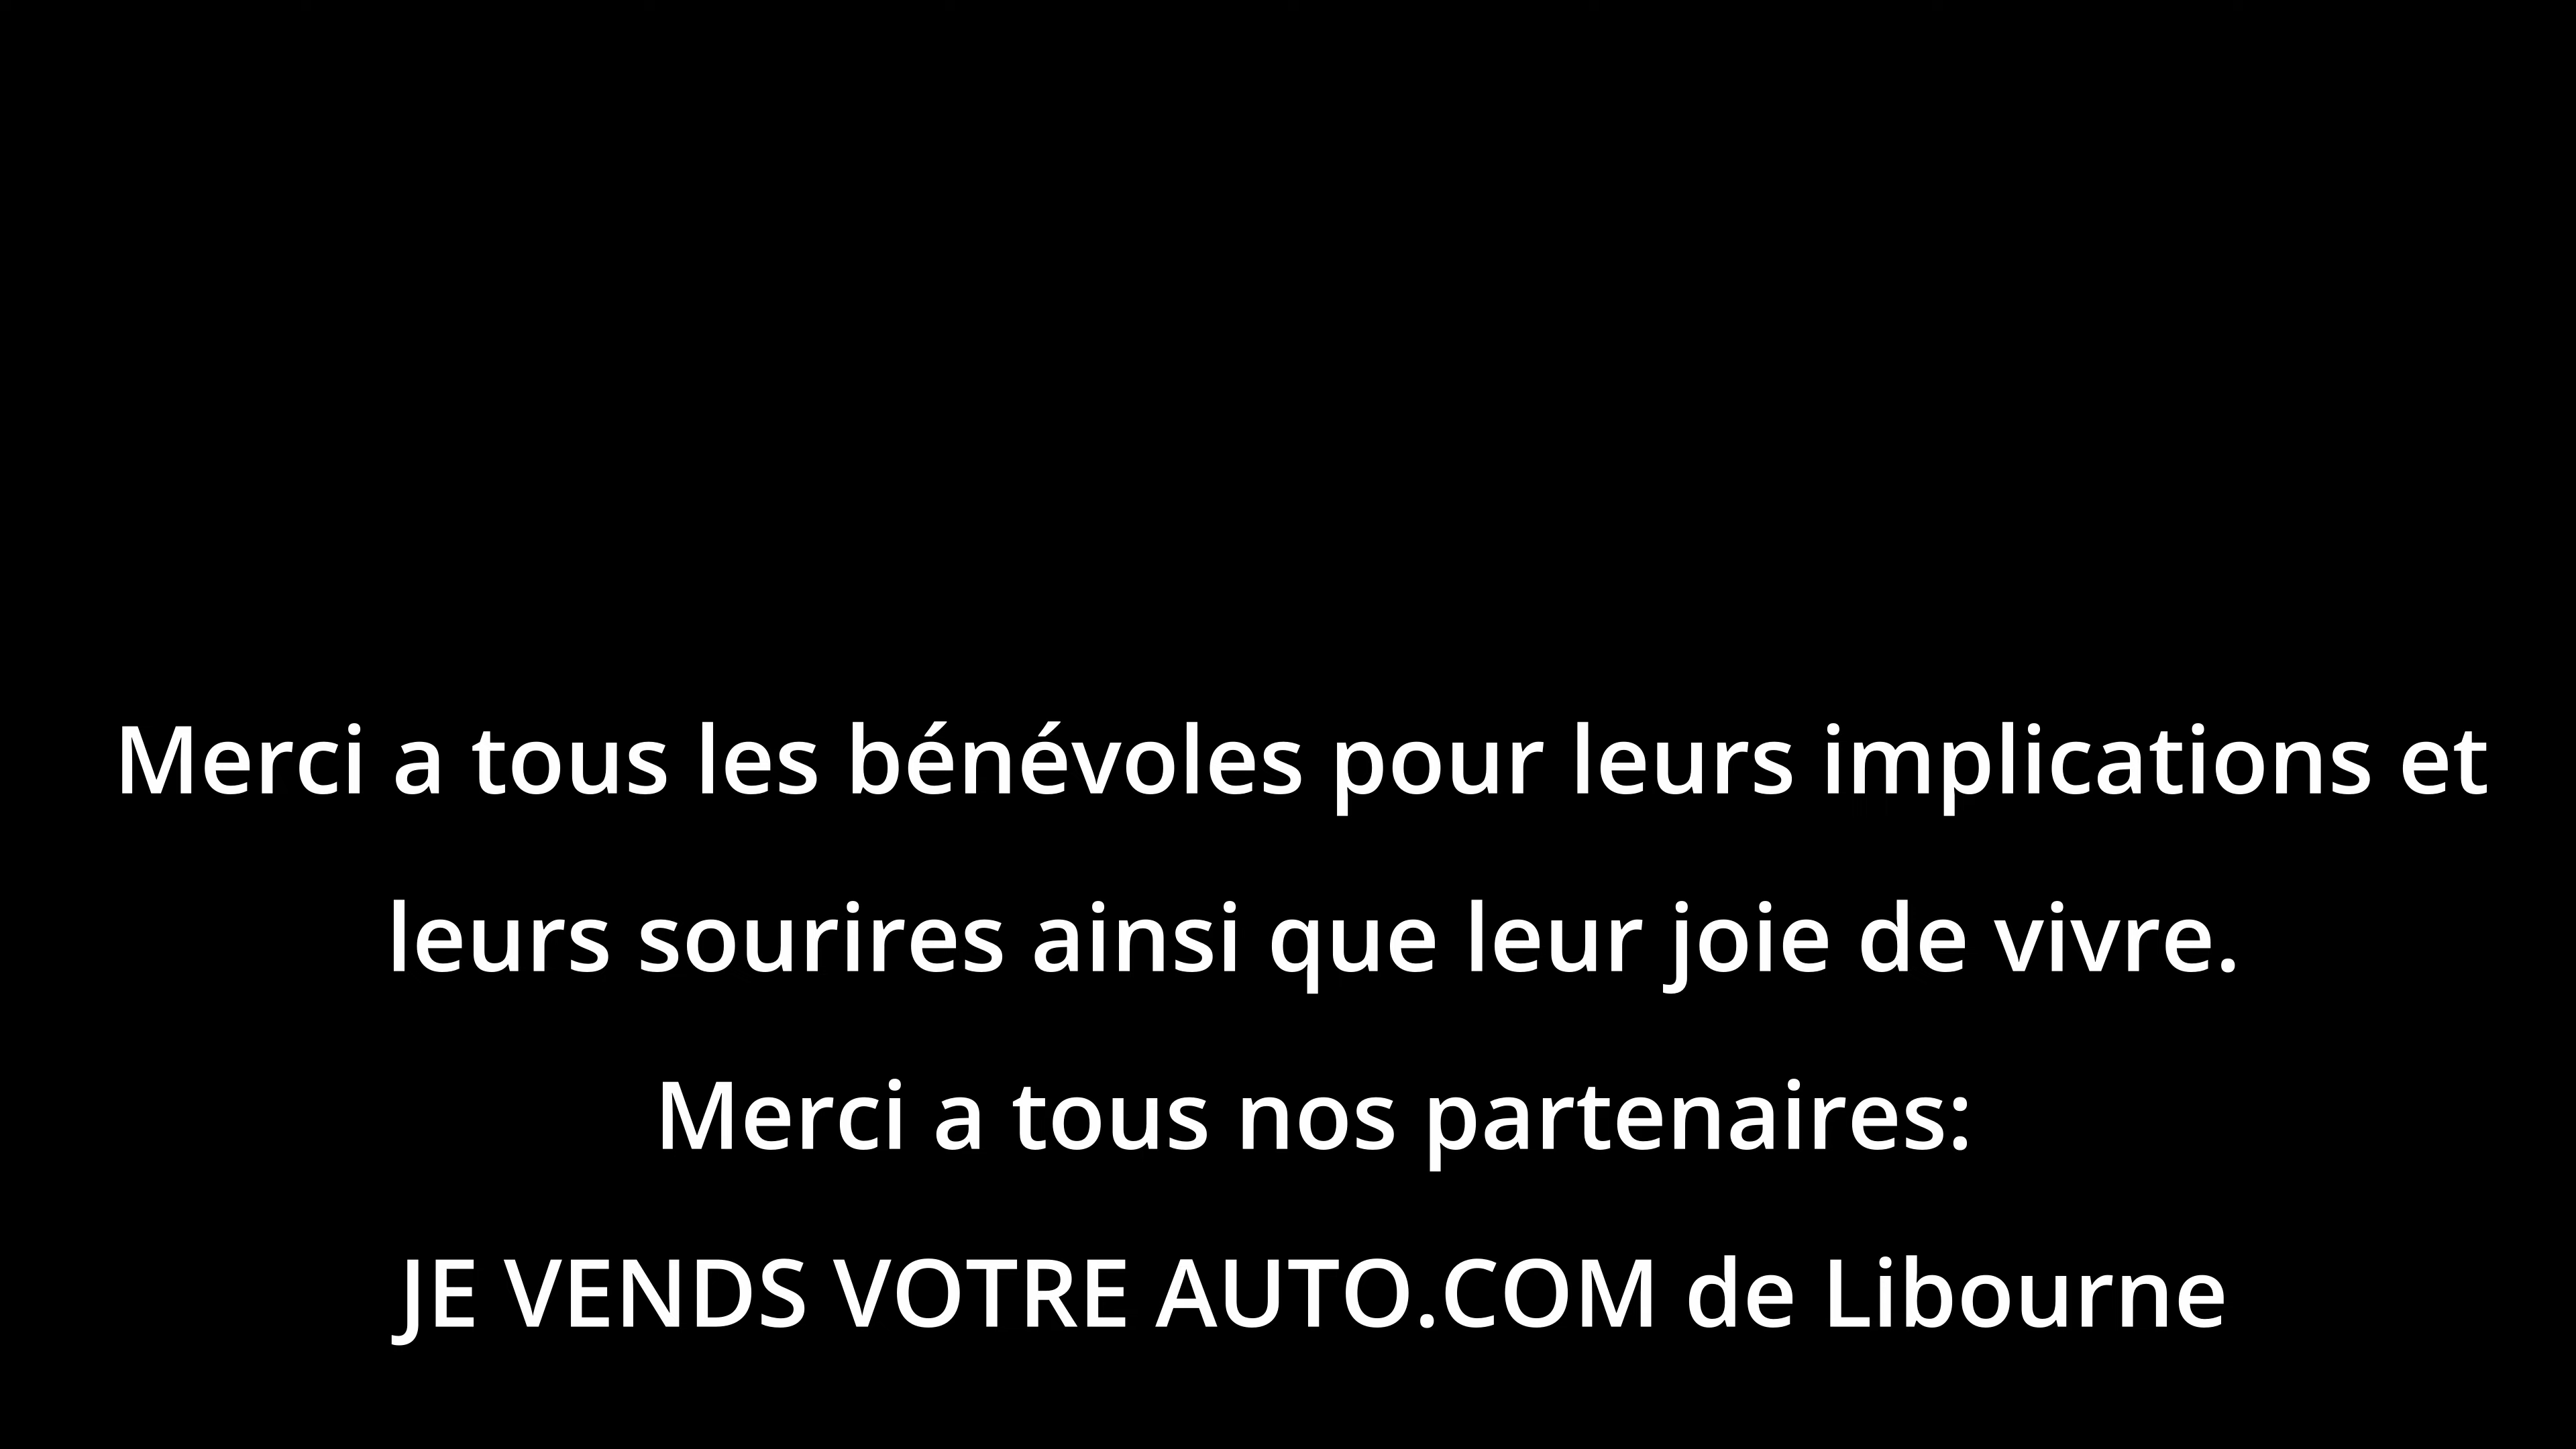 Merci a tous les bénévoles pour leurs implications et
leurs sourires ainsi que leur joie de vivre.
Merci a tous nos partenaires:
JE VENDS VOTRE AUTO.COM de Libourne